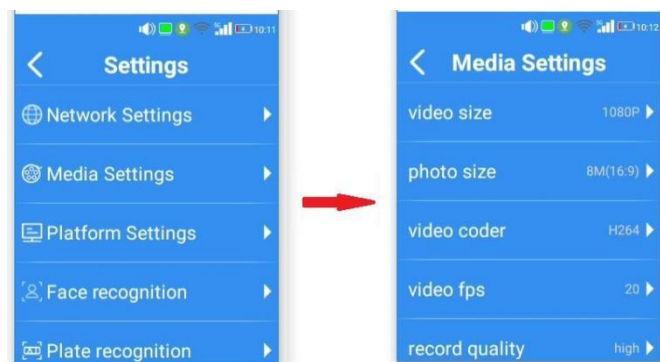 10:11
Settings
Network Settings
Media Settings
Platform Settings
Face recognition
Plate recognition
10:12
Media Settings
video size 1080P
photo size 8M(16:9)
video coder H264
video fps 20
record quality high